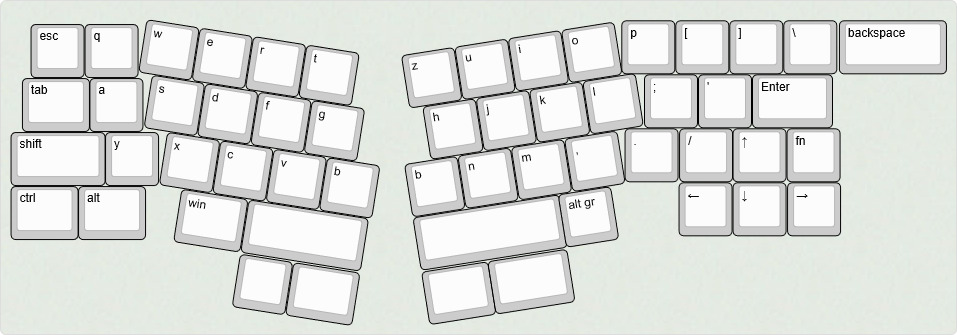 esc q w e r t z u i o p [ ] \ backspace
tab a s d f g h j k l ; ' Enter
shift y x c v b b n m , . / ↑ fn
ctrl alt win alt gr ← ↓ →